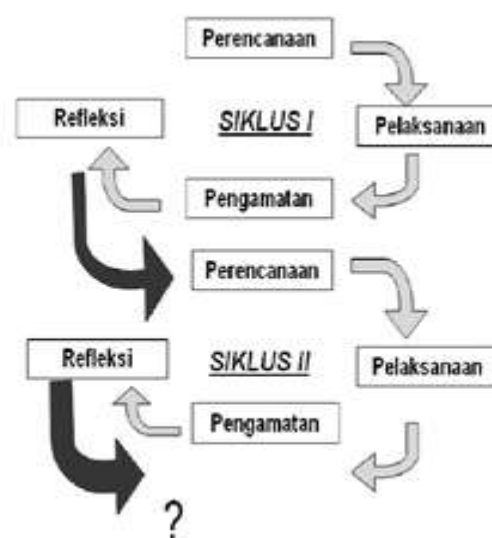 Perencanaan
Refleksi
SIKLUS I
Pelaksanaan
Pengamatan
Perencanaan
Refleksi
SIKLUS II
Pelaksanaan
Pengamatan
?